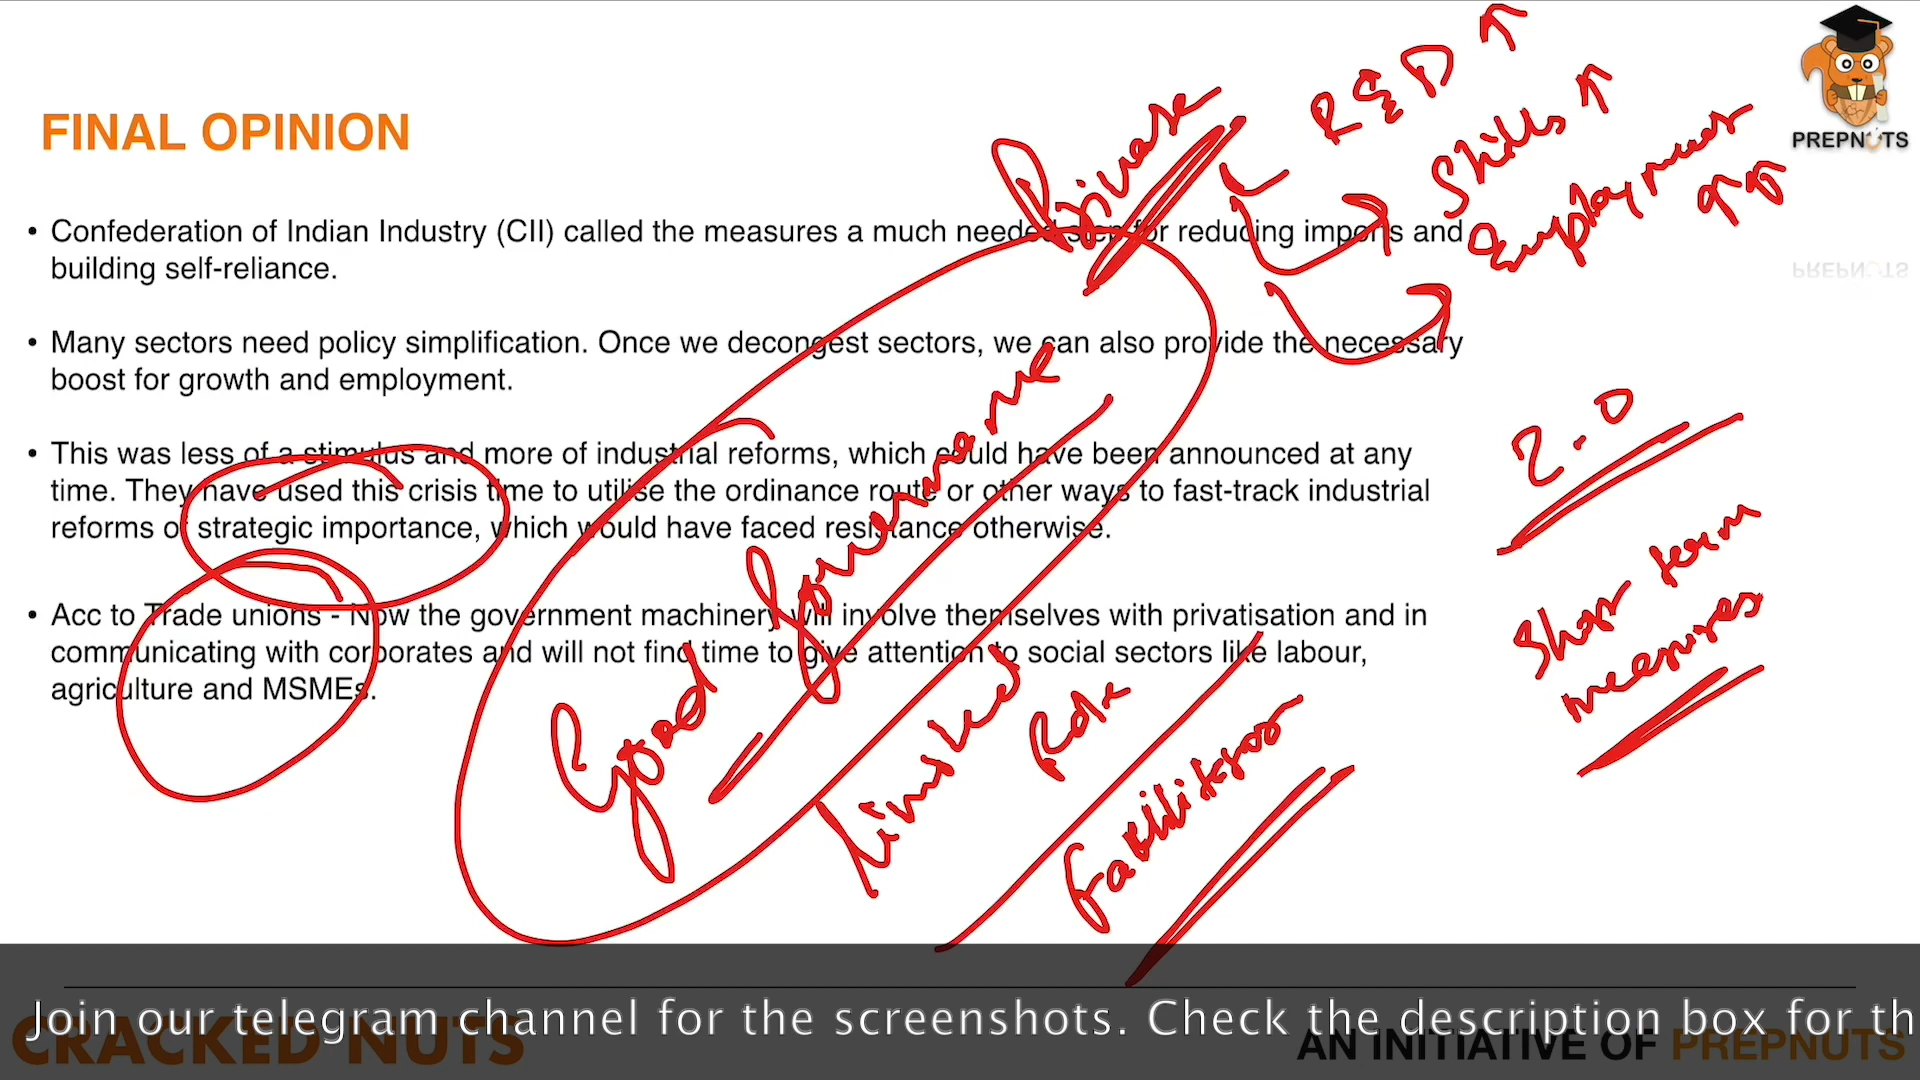 R & D ↑
Skills ↑
Employment ↑↑
Private
PREPNUTS
FINAL OPINION
• Confederation of Indian Industry (CII) called the measures a much needed step for reducing imports and
building self-reliance.
• Many sectors need policy simplification. Once we decongest sectors, we can also provide the necessary
boost for growth and employment.
2.0
• This was less of a stimulus and more of industrial reforms, which could have been announced at any
time. They have used this crisis time to utilise the ordinance route or other ways to fast-track industrial
reforms of strategic importance, which would have faced resistance otherwise.
Short term
measures
• Acc to Trade unions - Now the government machinery will involve themselves with privatisation and in
communicating with corporates and will not find time to give attention to social sectors like labour,
agriculture and MSMEs.
Good Governance
Limited
Role
Facilitator
Join our telegram channel for the screenshots. Check the description box for th
CRACKED NUTS
AN INITIATIVE OF PREPNUTS